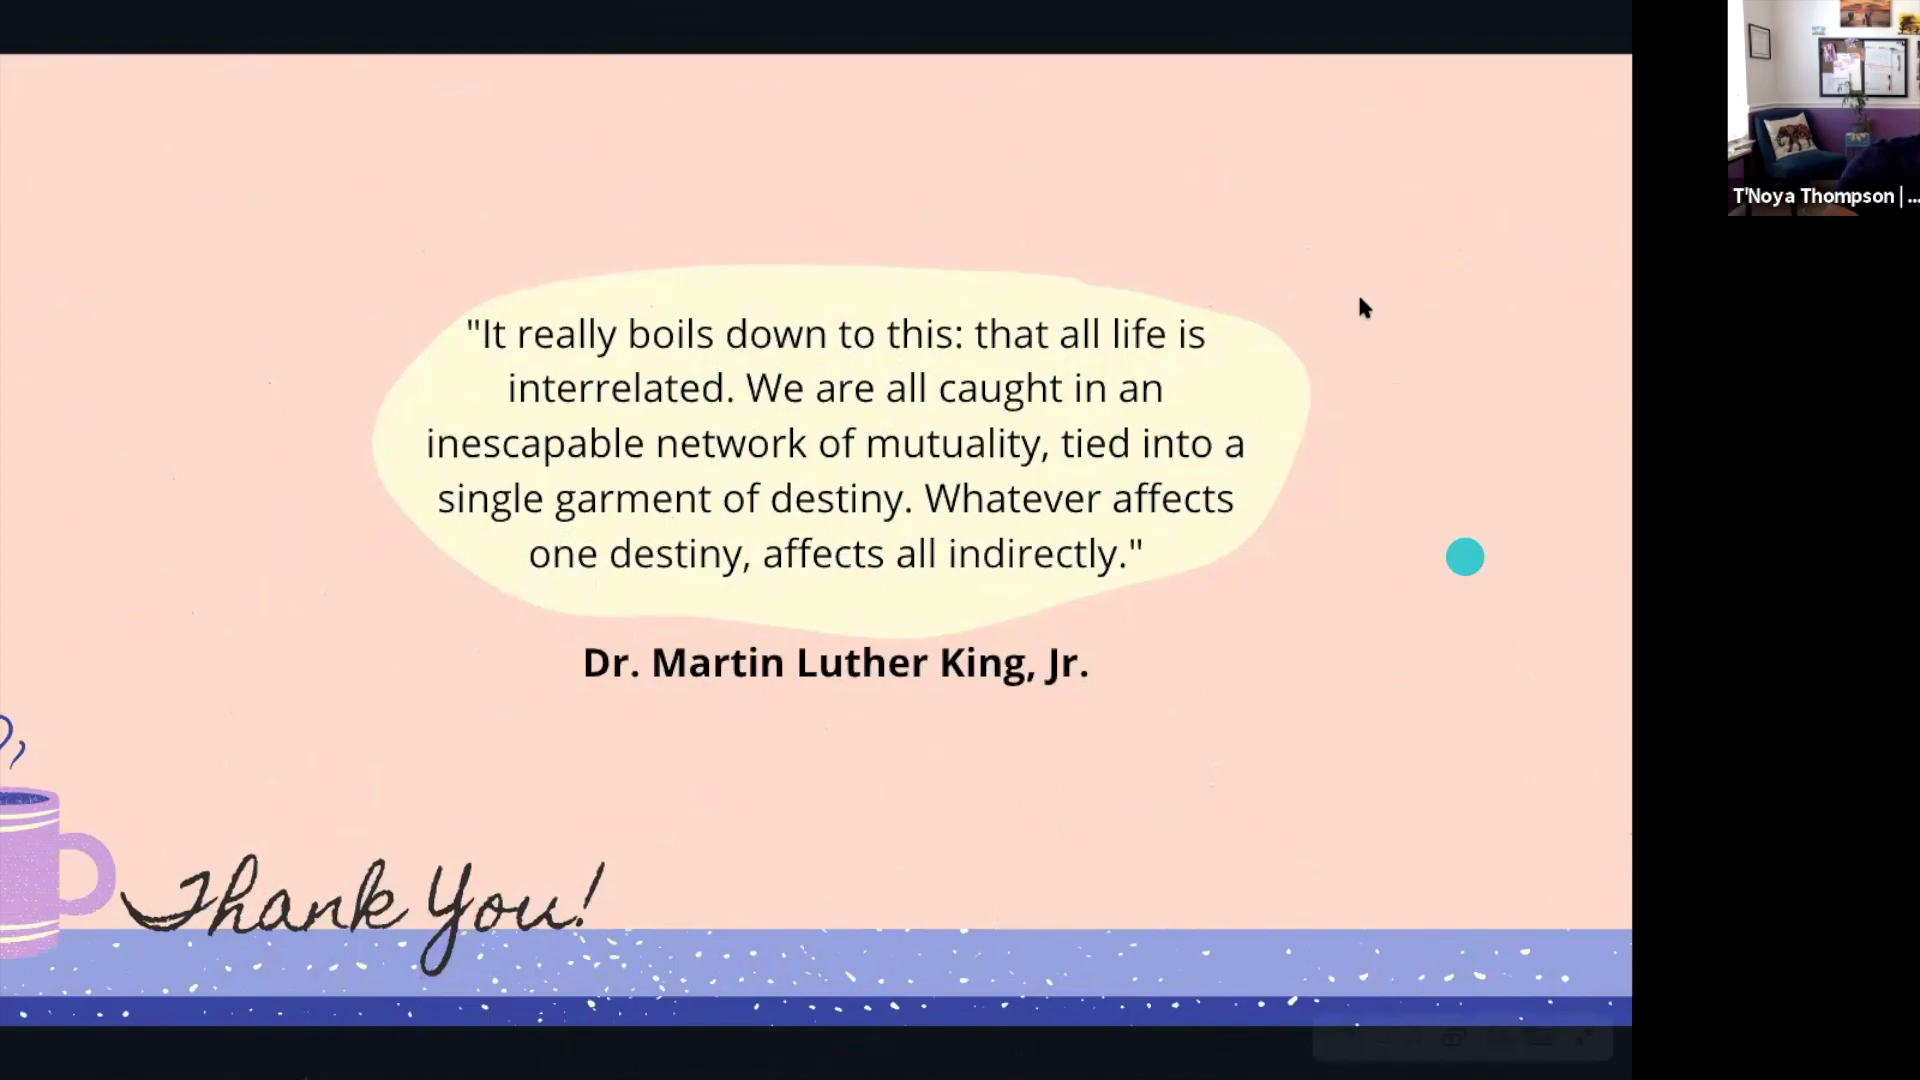 "It really boils down to this: that all life is
interrelated. We are all caught in an
inescapable network of mutuality, tied into a
single garment of destiny. Whatever affects
one destiny, affects all indirectly."
Dr. Martin Luther King, Jr.
Thank You!
T'Noya Thompson | ...